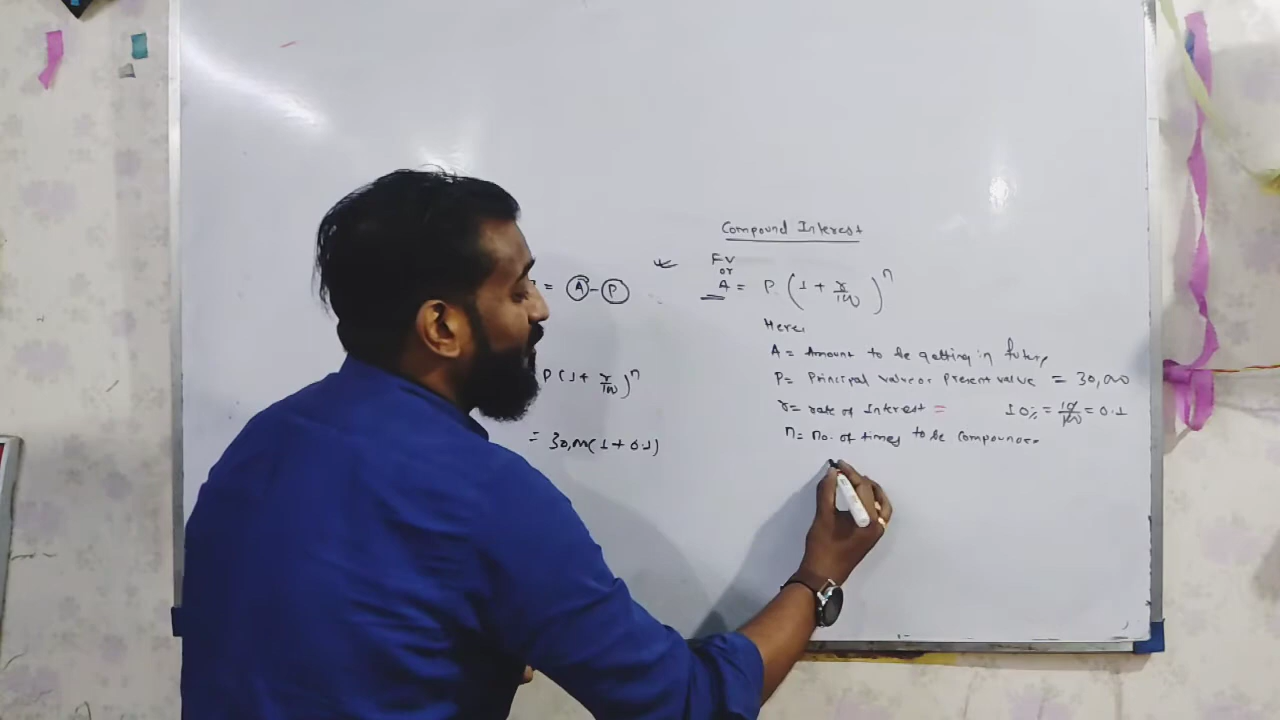 Compound Interest
FV
or
= A - P
A = P (1 + r/100)^n
Here,
A = Amount to be getting in future
P = Principal value or Present value = 30,000
P (1 + r/100)^n
r = rate of Interest = 10% = 10/100 = 0.1
n = no. of times to be compounded
= 30,000 (1 + 0.1)